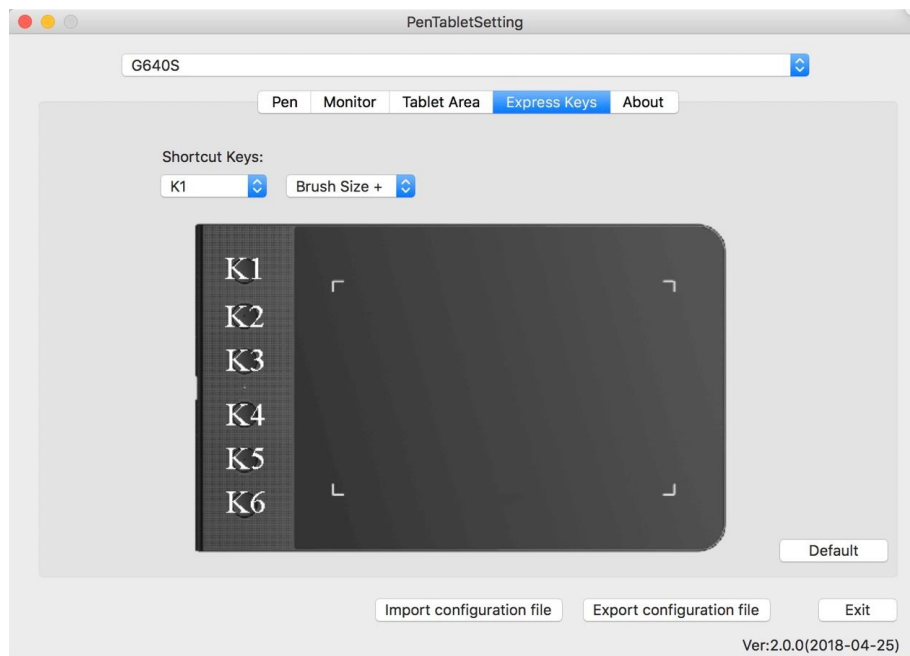 PenTabletSetting
G640S
Pen Monitor Tablet Area Express Keys About
Shortcut Keys:
K1 Brush Size +
K1
K2
K3
K4
K5
K6
Default
Import configuration file Export configuration file Exit
Ver:2.0.0(2018-04-25)